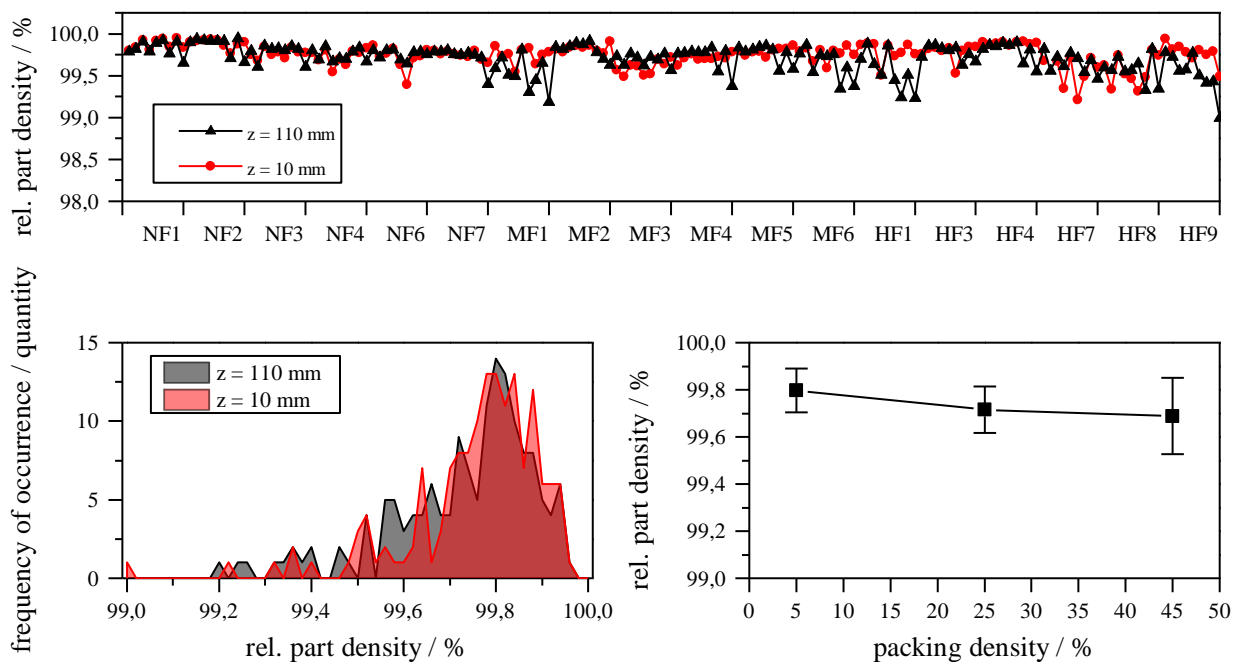 rel. part density / %
100,0
99,5
99,0
98,5
98,0
z = 110 mm
z = 10 mm
NF1 NF2 NF3 NF4 NF6 NF7 MF1 MF2 MF3 MF4 MF5 MF6 HF1 HF3 HF4 HF7 HF8 HF9
frequency of occurrence / quantity
15
10
5
0
z = 110 mm
z = 10 mm
99,0 99,2 99,4 99,6 99,8 100,0
rel. part density / %
rel. part density / %
100,0
99,8
99,6
99,4
99,2
99,0
0 5 10 15 20 25 30 35 40 45 50
packing density / %